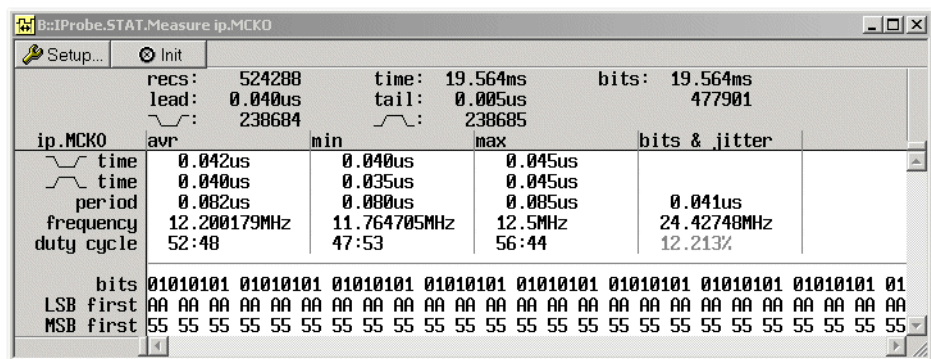 B::IProbe.STAT.Measure ip.MCKO
Setup... Init
recs: 524288 time: 19.564ms bits: 19.564ms
lead: 0.040us tail: 0.005us 477901
: 238684 : 238685
ip.MCKO avr min max bits & jitter
time 0.042us 0.040us 0.045us
time 0.040us 0.035us 0.045us
period 0.082us 0.080us 0.085us 0.041us
frequency 12.200179MHz 11.764705MHz 12.5MHz 24.42748MHz
duty cycle 52:48 47:53 56:44 12.213%
bits 01010101 01010101 01010101 01010101 01010101 01010101 01010101 01010101 01
LSB first AA AA AA AA AA AA AA AA AA AA AA AA AA AA AA AA AA AA AA AA AA AA AA AA AA
MSB first 55 55 55 55 55 55 55 55 55 55 55 55 55 55 55 55 55 55 55 55 55 55 55 55 55